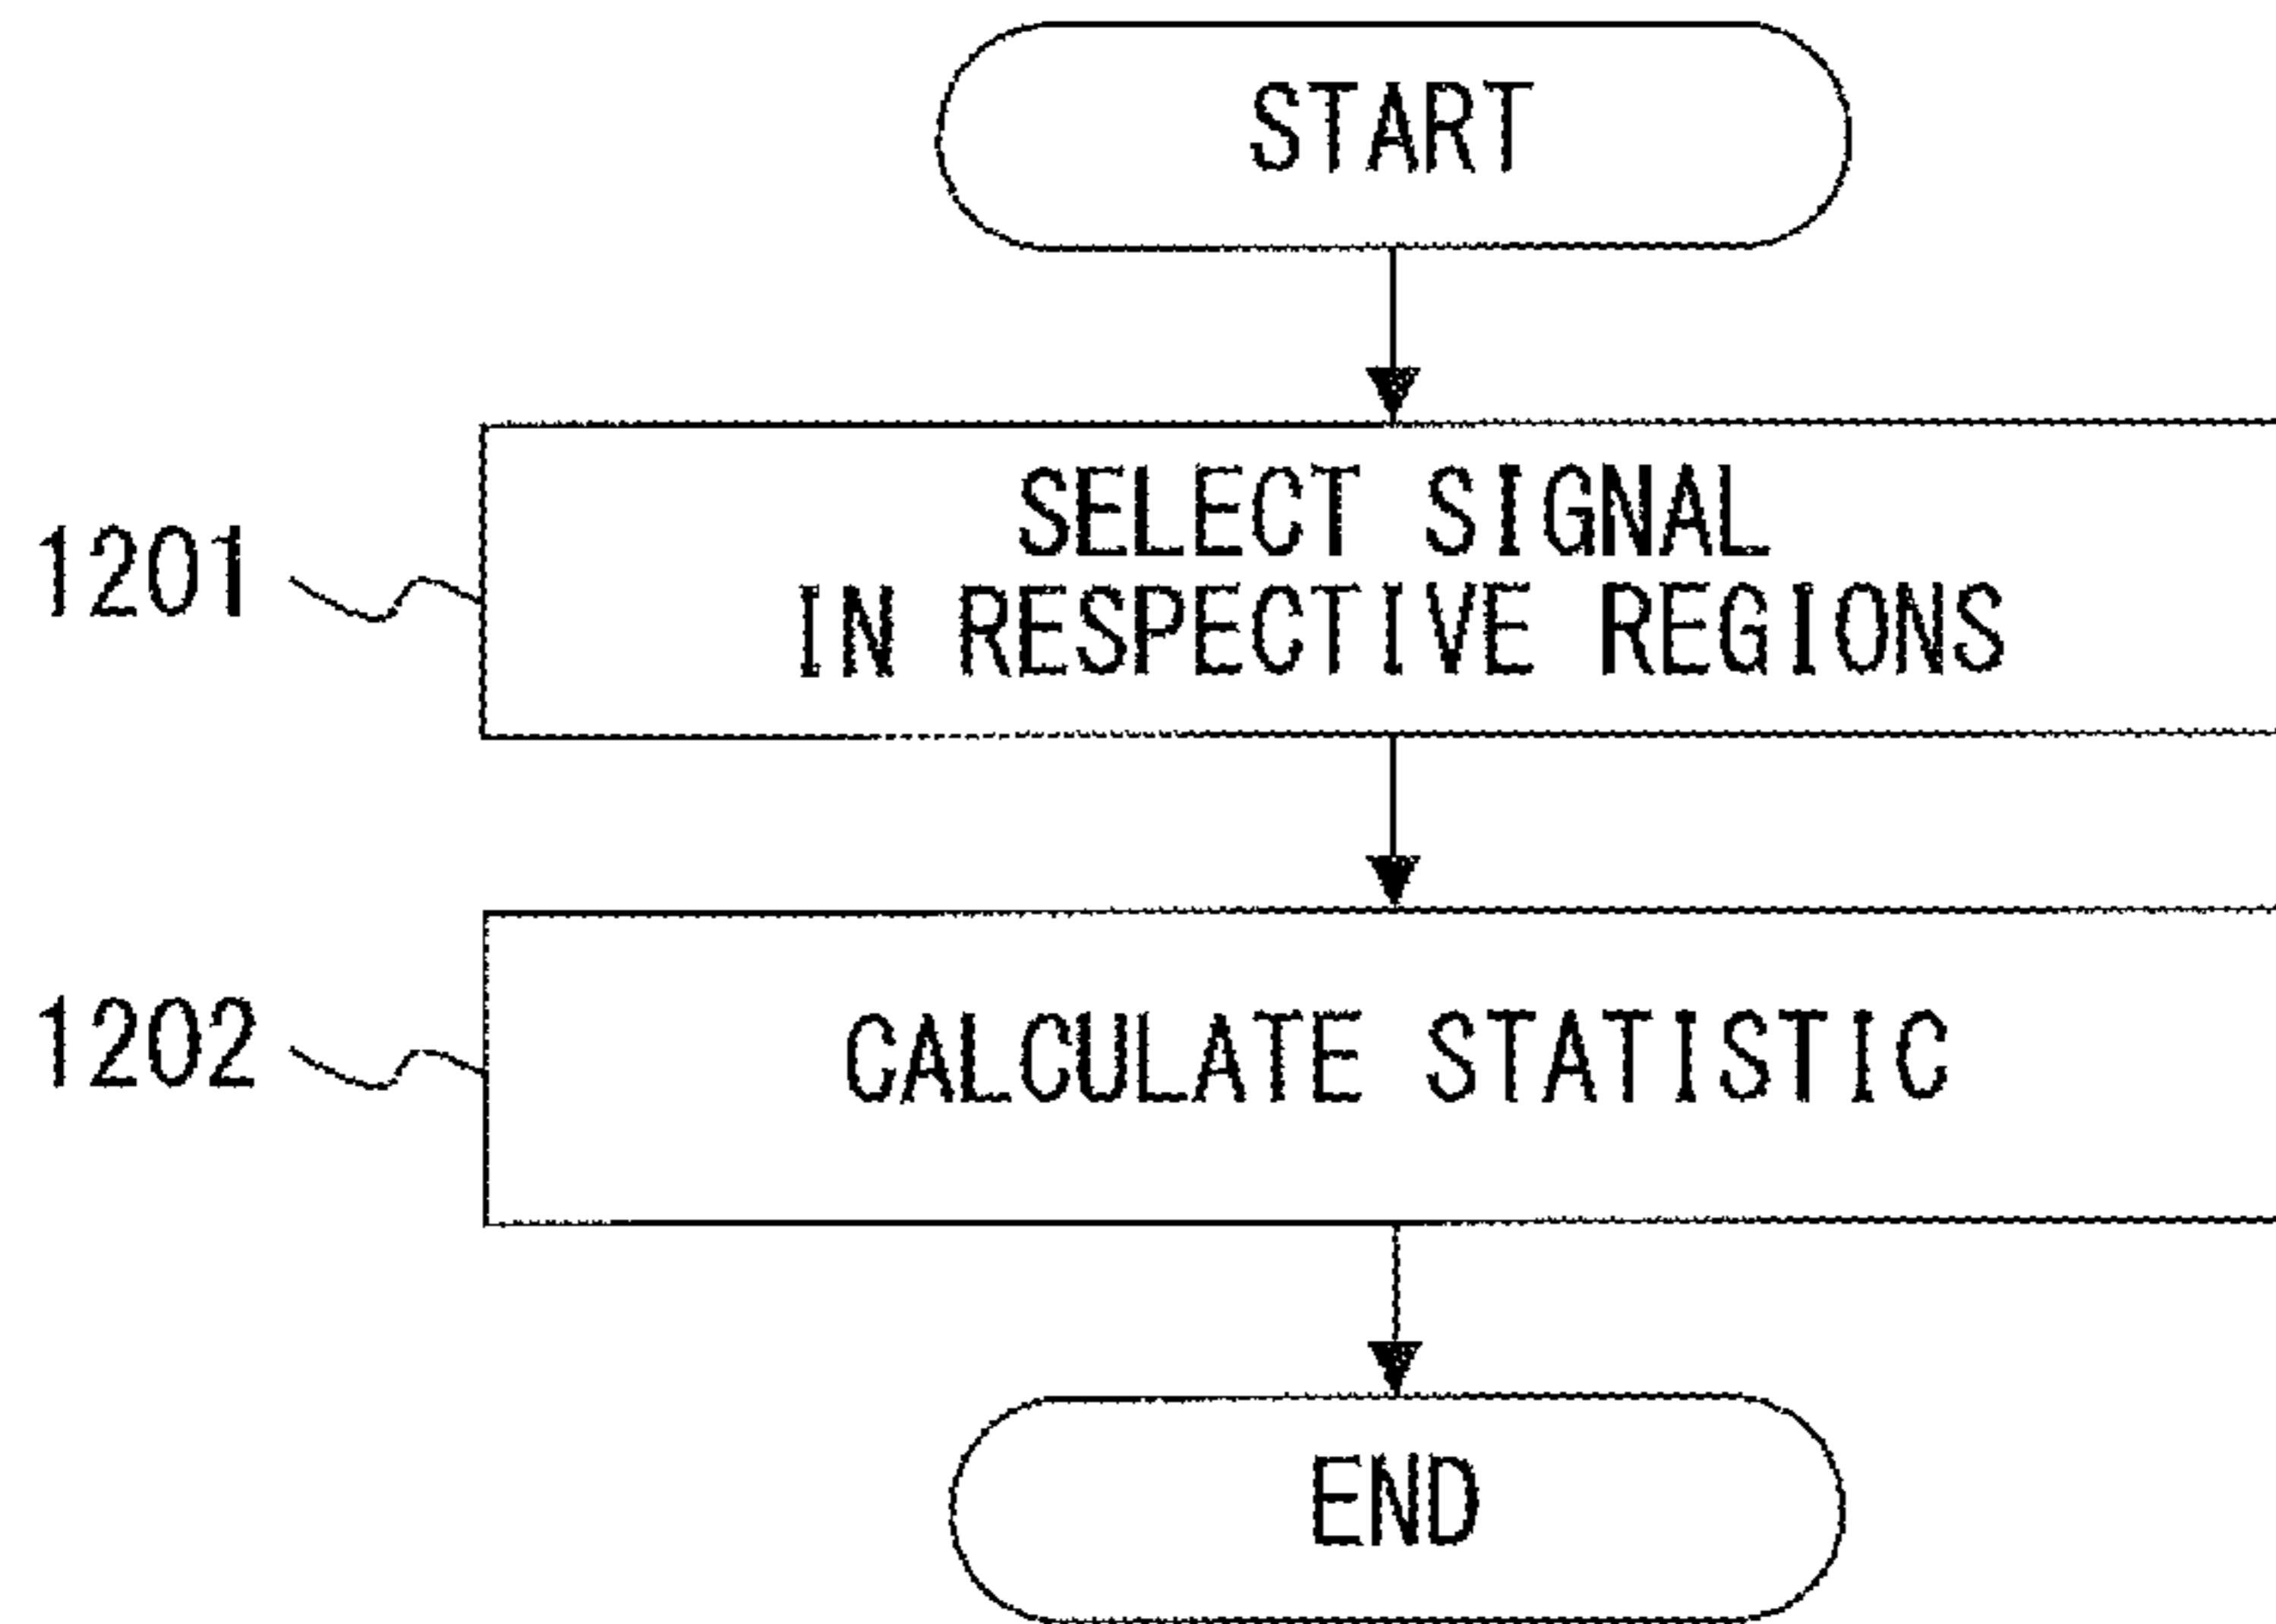 START
1201
SELECT SIGNAL
IN RESPECTIVE REGIONS
1202
CALCULATE STATISTIC
END